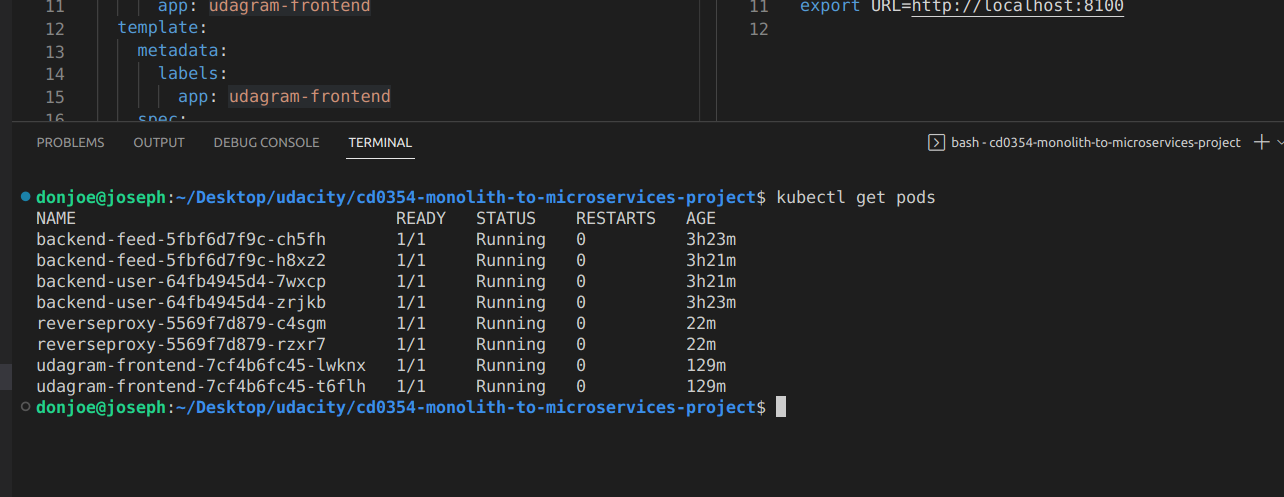 11 app: udagram-frontend
12 template:
13 metadata:
14 labels:
15 app: udagram-frontend
16 spec:
11 export URL=http://localhost:8100
12
PROBLEMS OUTPUT DEBUG CONSOLE TERMINAL bash - cd0354-monolith-to-microservices-project
donjoe@joseph:~/Desktop/udacity/cd0354-monolith-to-microservices-project$ kubectl get pods
NAME READY STATUS RESTARTS AGE
backend-feed-5fbf6d7f9c-ch5fh 1/1 Running 0 3h23m
backend-feed-5fbf6d7f9c-h8xz2 1/1 Running 0 3h21m
backend-user-64fb4945d4-7wxcp 1/1 Running 0 3h21m
backend-user-64fb4945d4-zrjkb 1/1 Running 0 3h23m
reverseproxy-5569f7d879-c4sgm 1/1 Running 0 22m
reverseproxy-5569f7d879-rzxr7 1/1 Running 0 22m
udagram-frontend-7cf4b6fc45-lwknx 1/1 Running 0 129m
udagram-frontend-7cf4b6fc45-t6flh 1/1 Running 0 129m
donjoe@joseph:~/Desktop/udacity/cd0354-monolith-to-microservices-project$